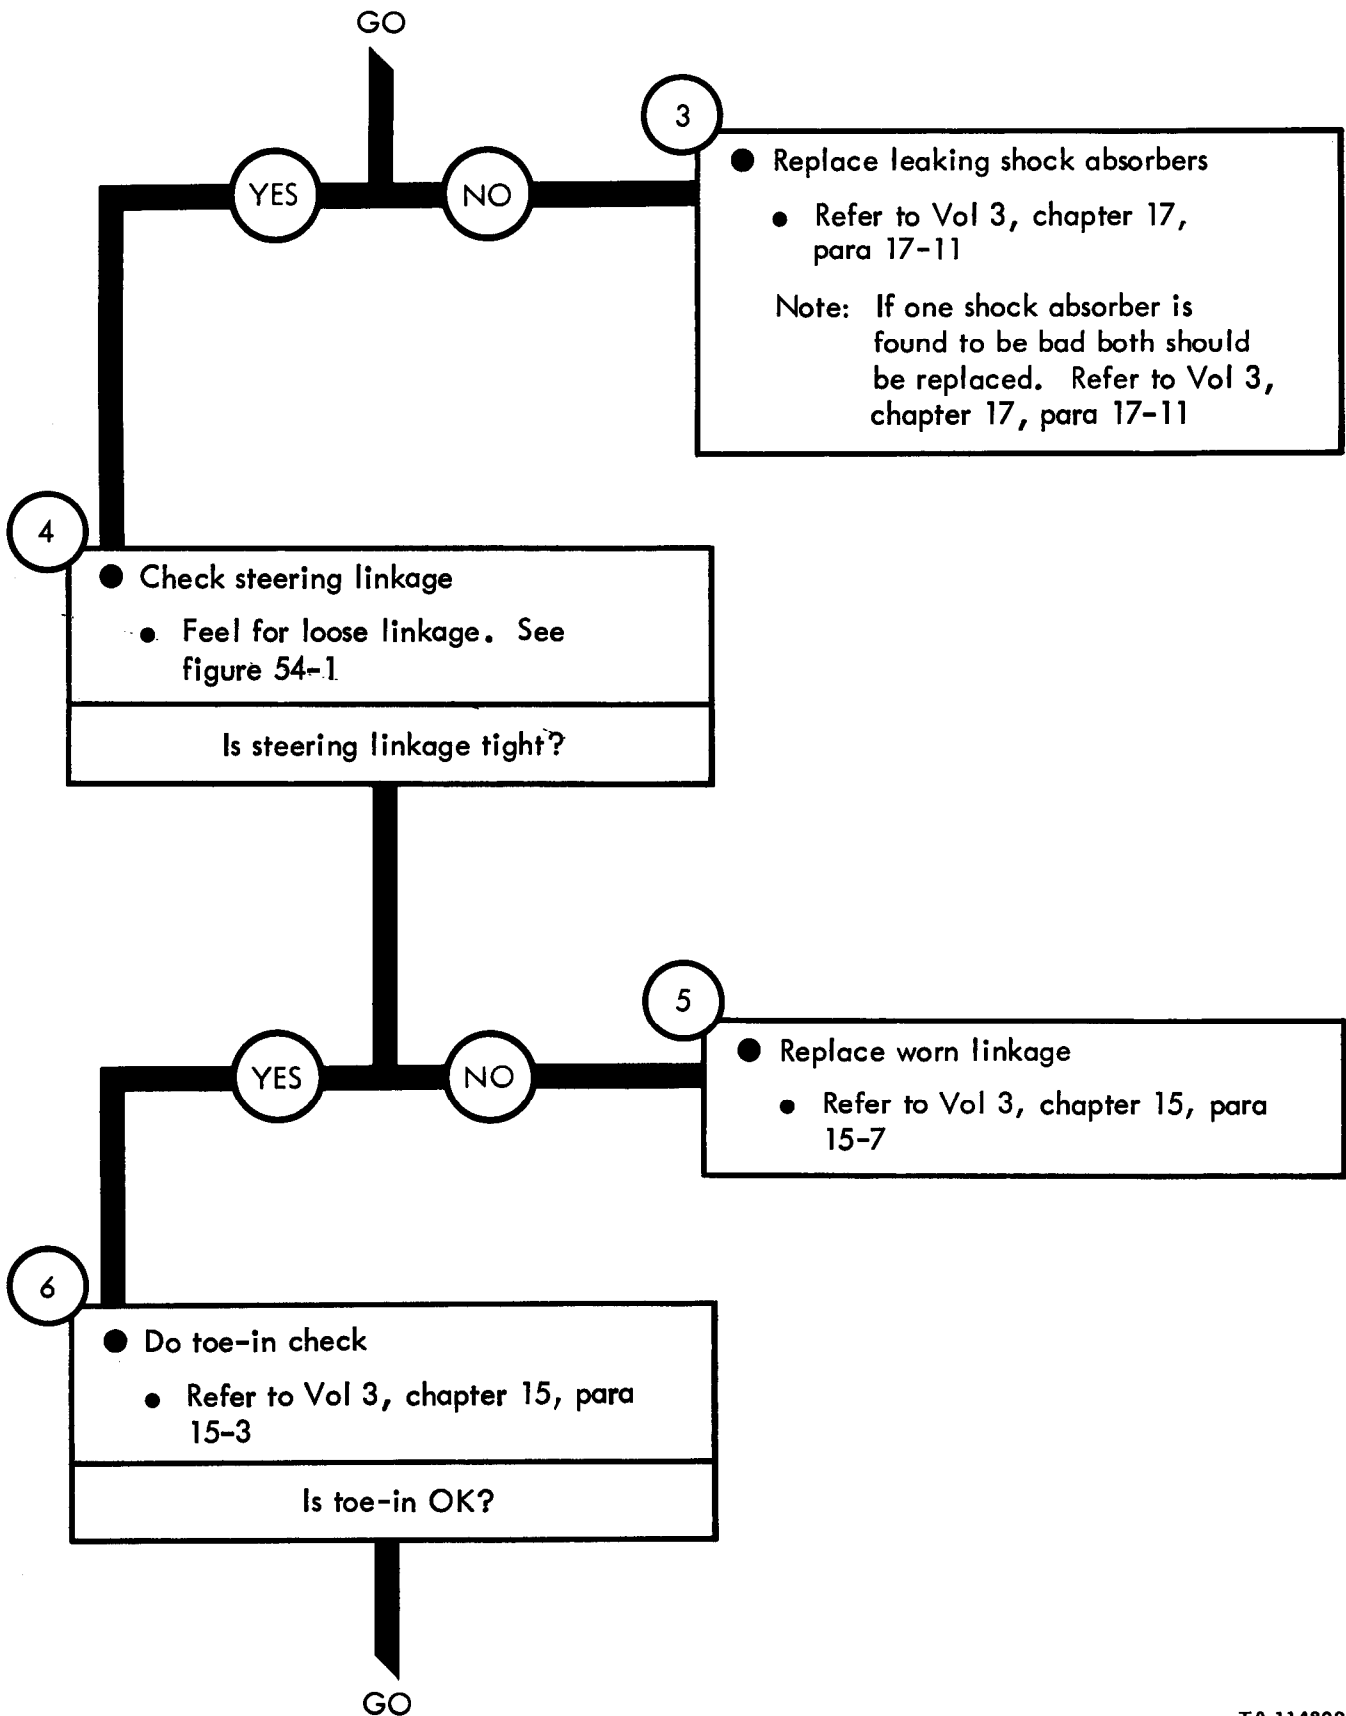 GO
YES
NO
3
● Replace leaking shock absorbers
● Refer to Vol 3, chapter 17,
para 17-11
Note: If one shock absorber is
found to be bad both should
be replaced. Refer to Vol 3,
chapter 17, para 17-11
4
● Check steering linkage
● Feel for loose linkage. See
figure 54-1
Is steering linkage tight?
YES
NO
5
● Replace worn linkage
● Refer to Vol 3, chapter 15, para
15-7
6
● Do toe-in check
● Refer to Vol 3, chapter 15, para
15-3
Is toe-in OK?
GO